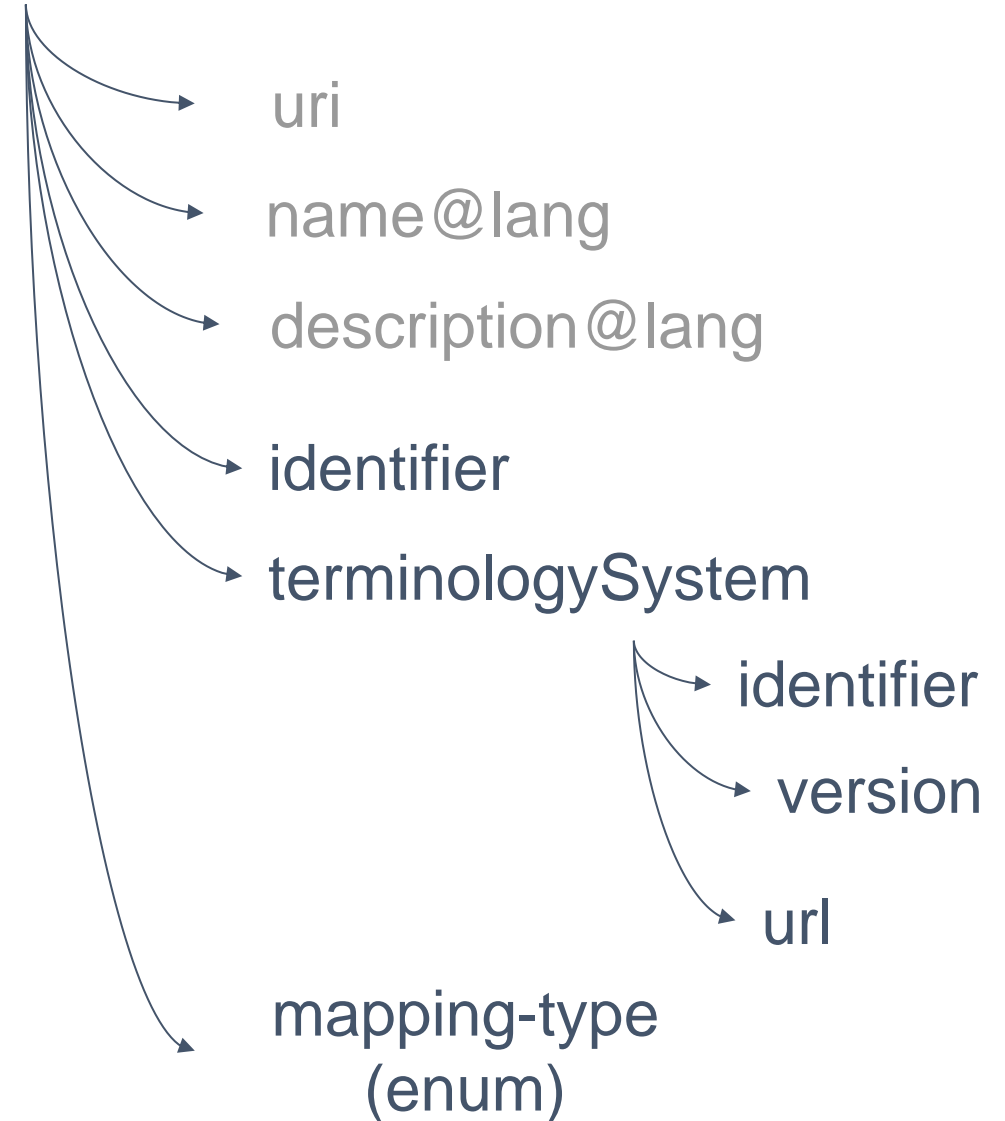 uri
name@lang
description@lang
identifier
terminologySystem
identifier
version
url
mapping-type
(enum)